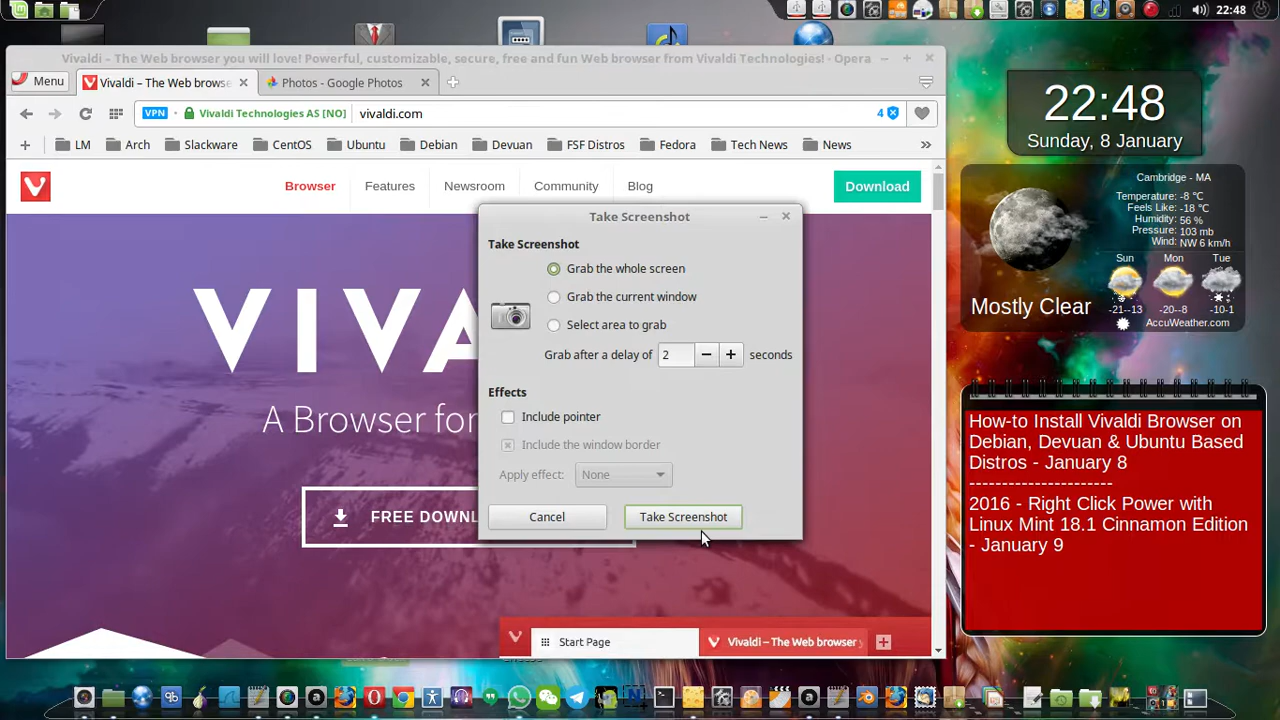 22:48
Vivaldi – The Web browser you will love! Powerful, customizable, secure, free and fun Web browser from Vivaldi Technologies! - Opera
Menu
Vivaldi – The Web browse
Photos - Google Photos
VPN
Vivaldi Technologies AS [NO]
vivaldi.com
4
LM
Arch
Slackware
CentOS
Ubuntu
Debian
Devuan
FSF Distros
Fedora
Tech News
News
Browser
Features
Newsroom
Community
Blog
Download
VIVA
A Browser for
FREE DOWNL
Start Page
Vivaldi – The Web browser
Take Screenshot
Take Screenshot
Grab the whole screen
Grab the current window
Select area to grab
Grab after a delay of 2 seconds
Effects
Include pointer
Include the window border
Apply effect: None
Cancel
Take Screenshot
22:48
Sunday, 8 January
Cambridge - MA
Temperature: -8 ℃
Feels Like: -18 ℃
Humidity: 56 %
Pressure: 103 mb
Wind: NW 6 km/h
Sun Mon Tue
Mostly Clear
-21--13 -20--8 -10-1
AccuWeather.com
How-to Install Vivaldi Browser on
Debian, Devuan & Ubuntu Based
Distros - January 8
----------------------
2016 - Right Click Power with
Linux Mint 18.1 Cinnamon Edition
- January 9